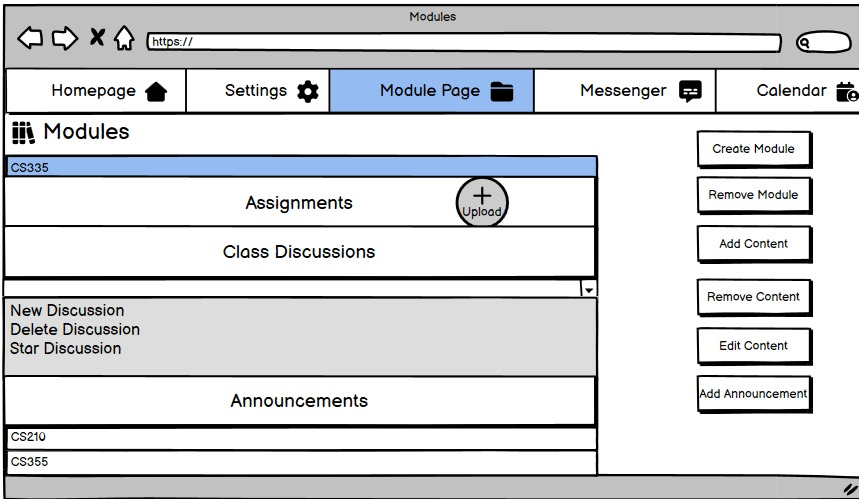 Modules
https://
Homepage
Settings
Module Page
Messenger
Calendar
Modules
CS335
Assignments
Upload
Class Discussions
New Discussion
Delete Discussion
Star Discussion
Announcements
CS210
CS355
Create Module
Remove Module
Add Content
Remove Content
Edit Content
Add Announcement